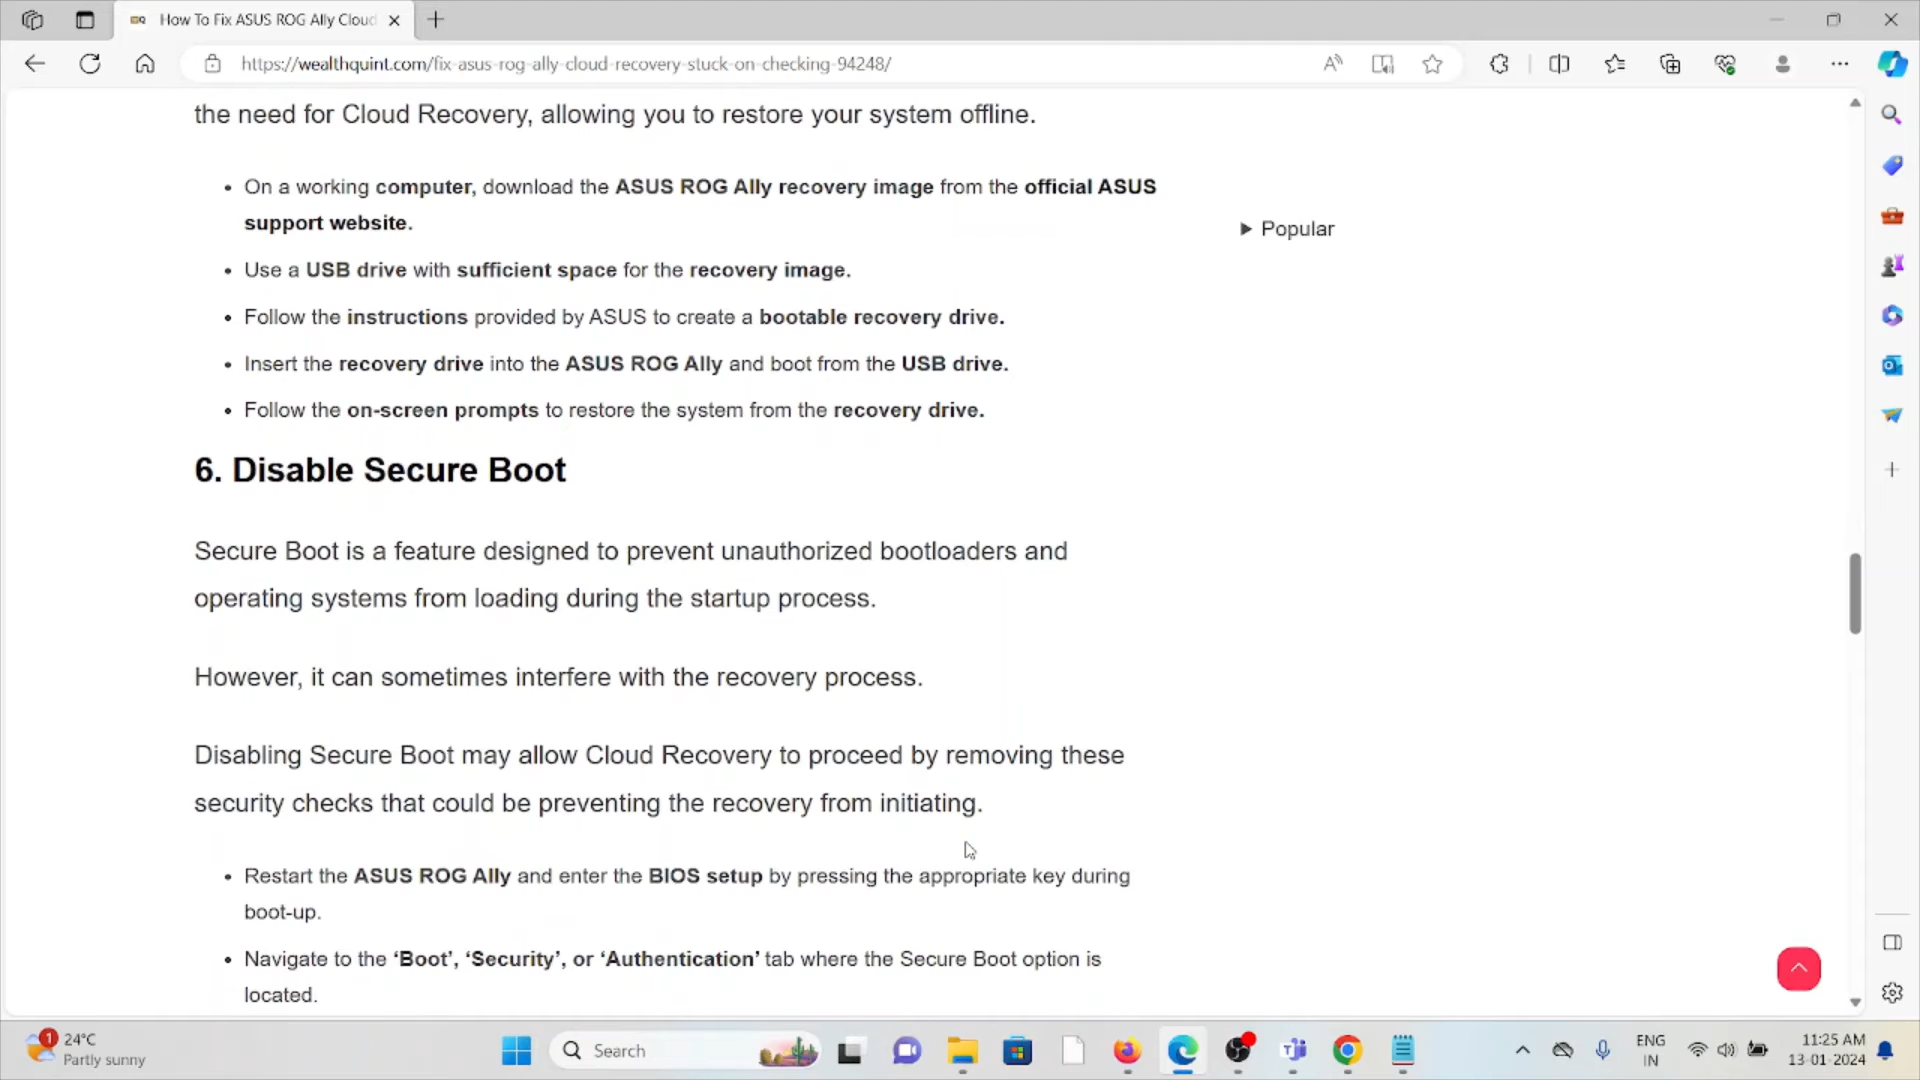 How To Fix ASUS ROG Ally Cloud
https://wealthquint.com/fix-asus-rog-ally-cloud-recovery-stuck-on-checking-94248/
the need for Cloud Recovery, allowing you to restore your system offline.
• On a working computer, download the ASUS ROG Ally recovery image from the official ASUS
support website.
▶ Popular
• Use a USB drive with sufficient space for the recovery image.
• Follow the instructions provided by ASUS to create a bootable recovery drive.
• Insert the recovery drive into the ASUS ROG Ally and boot from the USB drive.
• Follow the on-screen prompts to restore the system from the recovery drive.
6. Disable Secure Boot
Secure Boot is a feature designed to prevent unauthorized bootloaders and
operating systems from loading during the startup process.
However, it can sometimes interfere with the recovery process.
Disabling Secure Boot may allow Cloud Recovery to proceed by removing these
security checks that could be preventing the recovery from initiating.
• Restart the ASUS ROG Ally and enter the BIOS setup by pressing the appropriate key during
boot-up.
• Navigate to the ‘Boot’, ‘Security’, or ‘Authentication’ tab where the Secure Boot option is
located.
1
24°C
Partly sunny
Search
ENG
IN
11:25 AM
13-01-2024